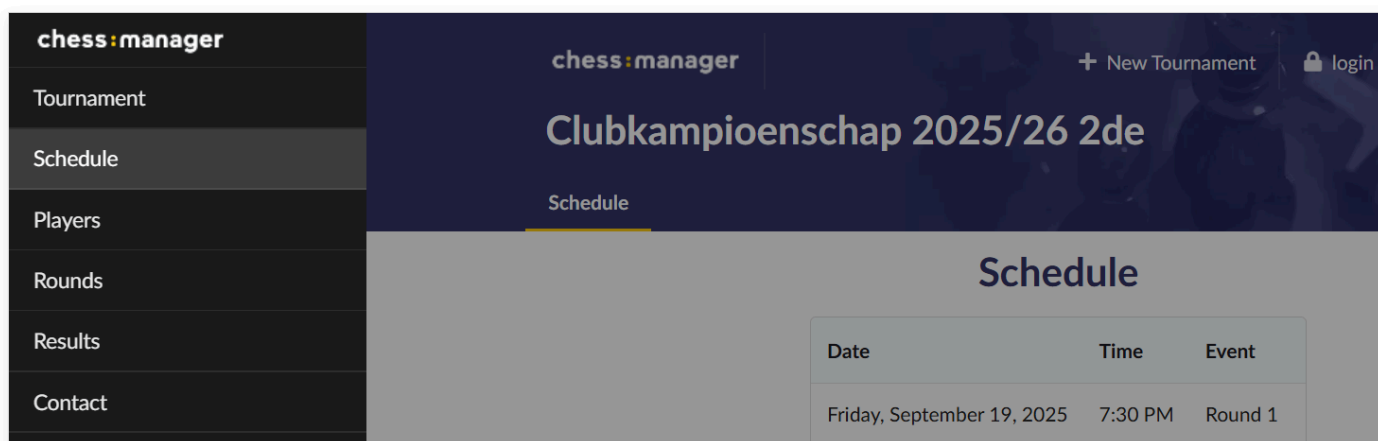 chess:manager
Tournament
Schedule
Players
Rounds
Results
Contact
chess:manager
New Tournament
login
Clubkampioenschap 2025/26 2de
Schedule
Schedule
Date Time Event
Friday, September 19, 2025 7:30 PM Round 1